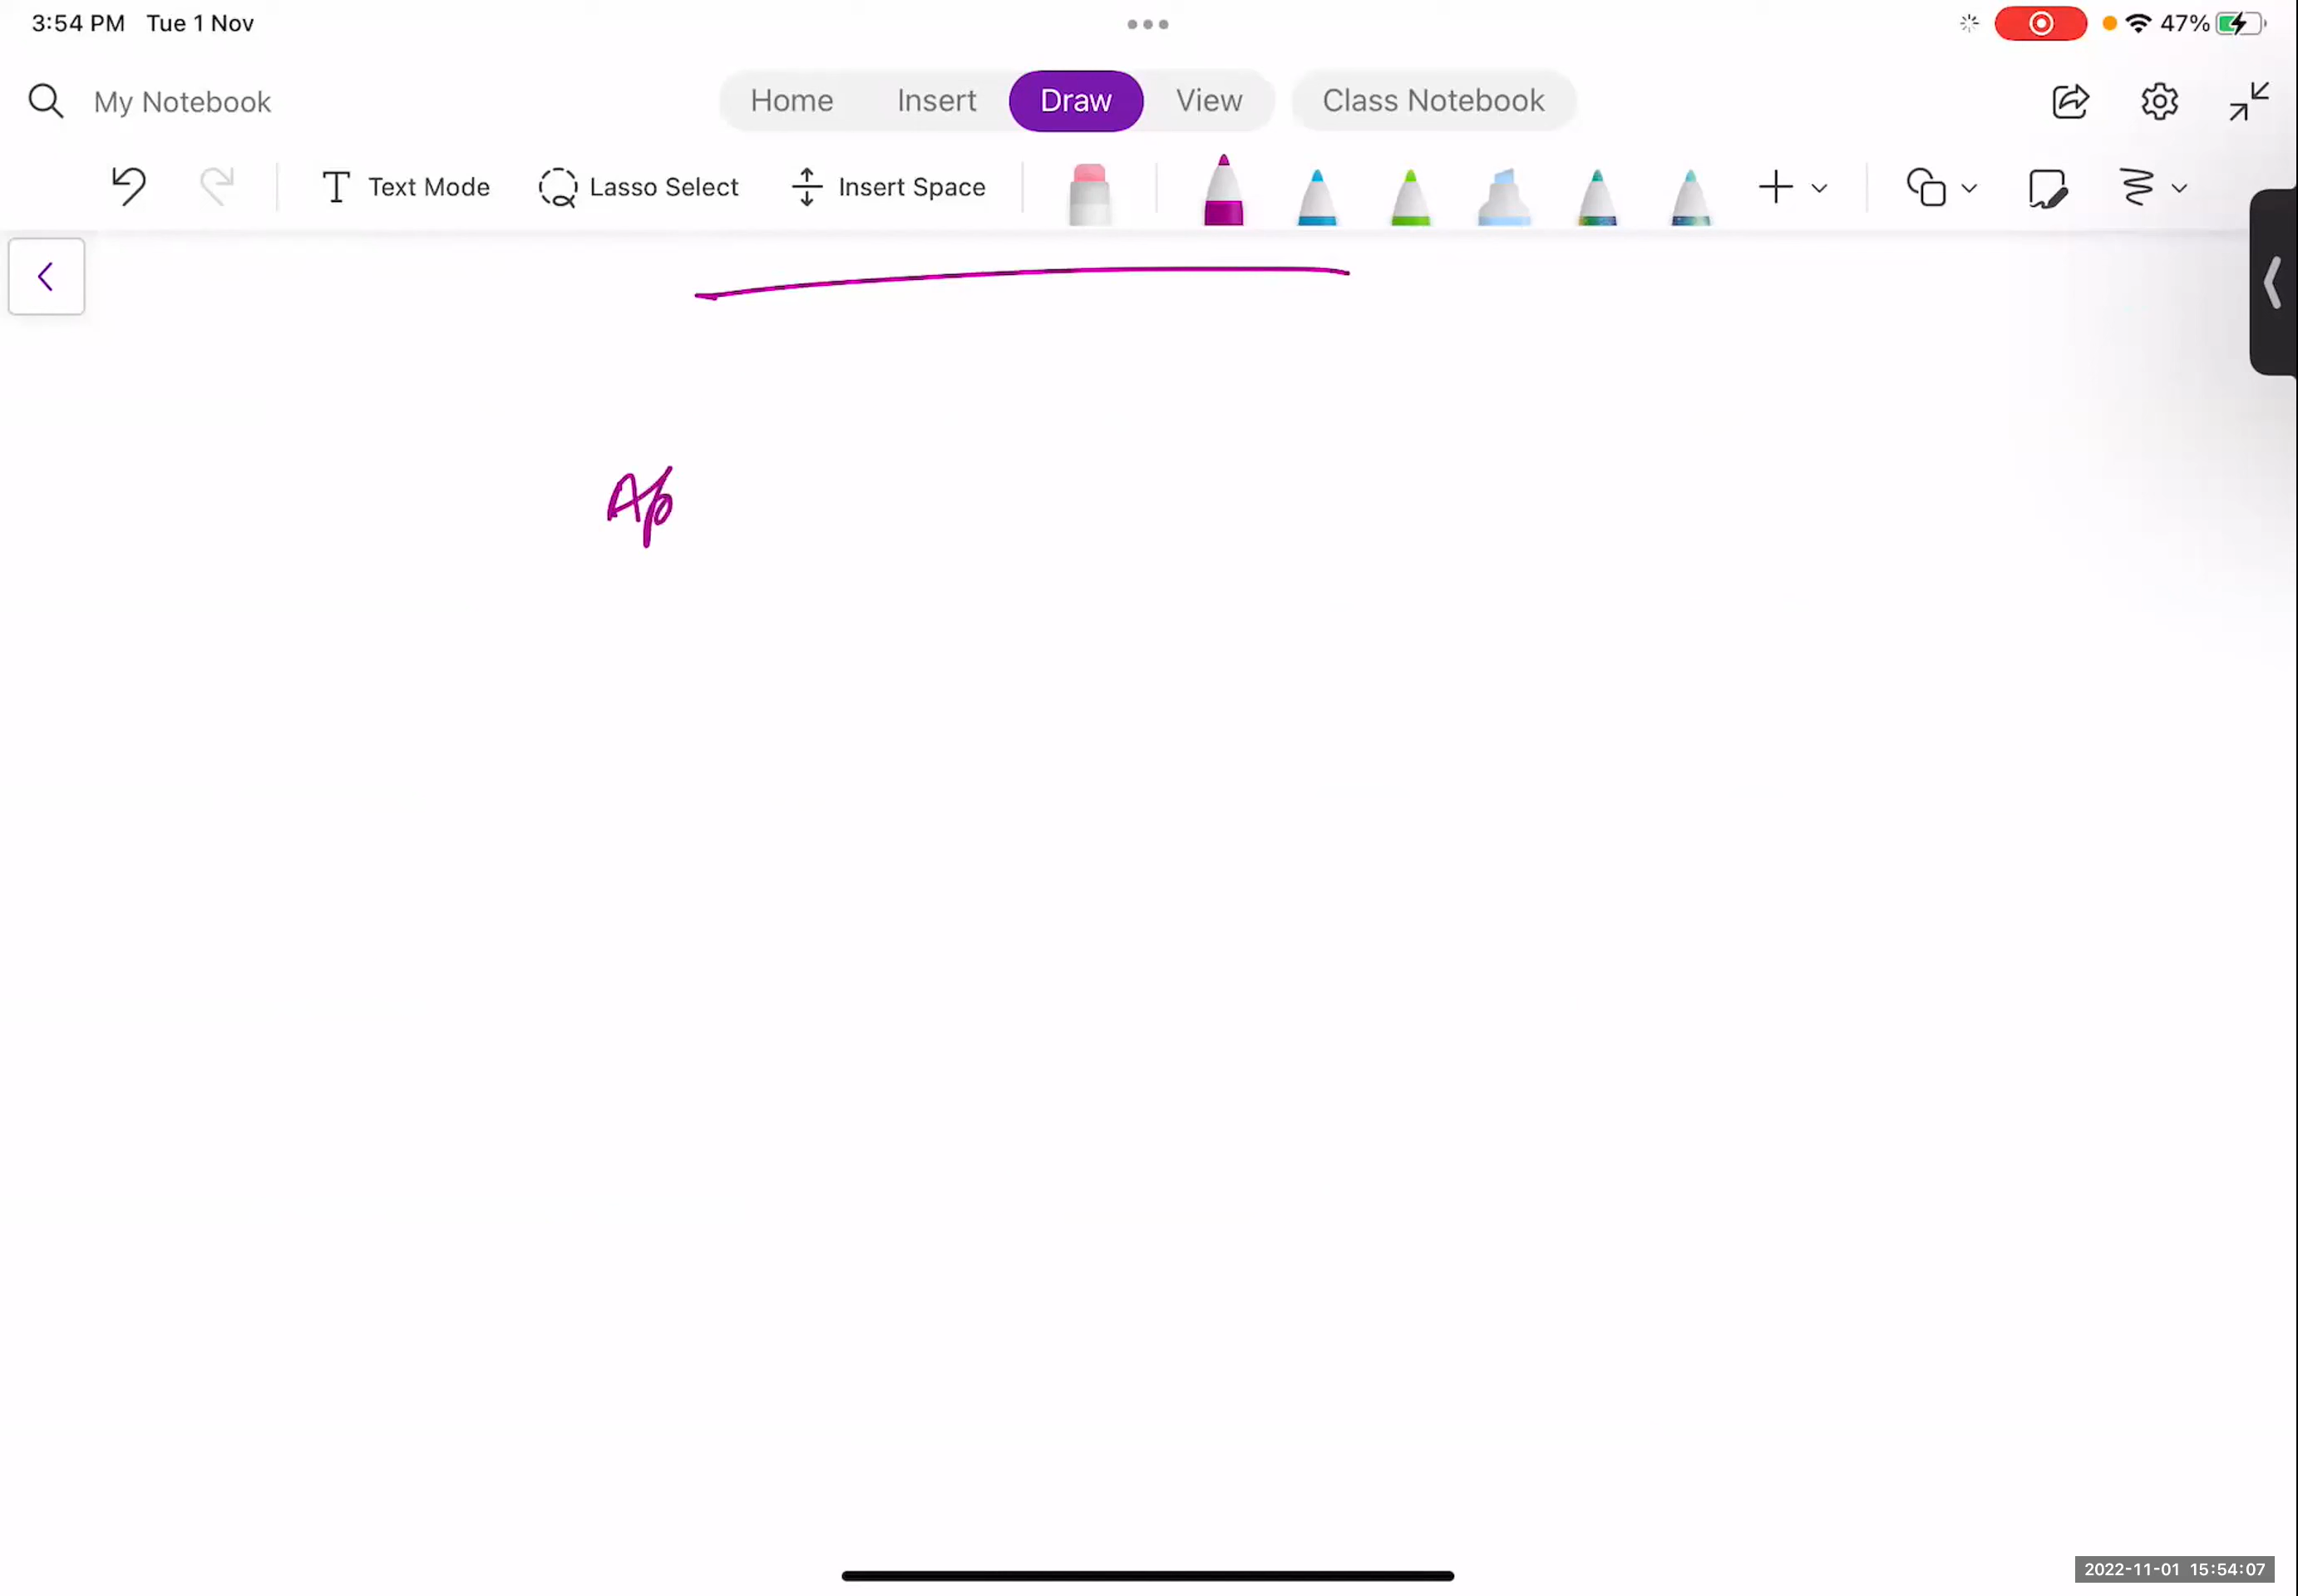 3:54 PM Tue 1 Nov 47%
My Notebook Home Insert Draw View Class Notebook
Text Mode Lasso Select Insert Space
Ap
2022-11-01 15:54:07